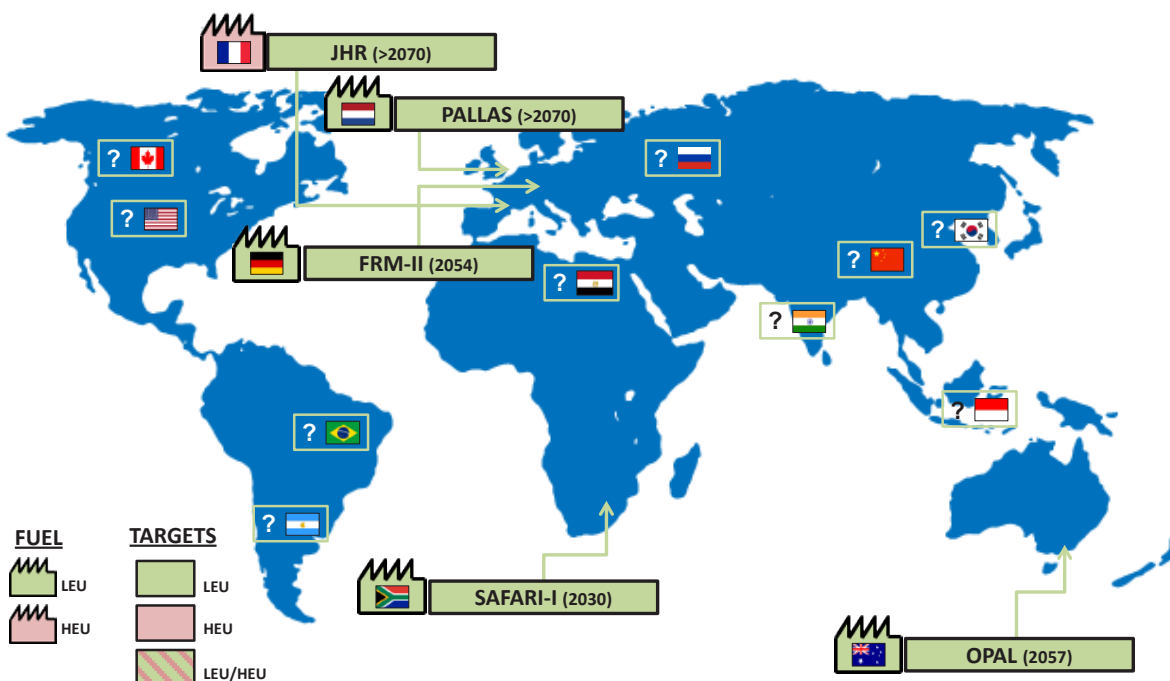 JHR (>2070)
PALLAS (>2070)
?
?
?
?
FRM-II (2054)
?
?
?
?
?
?
FUEL
TARGETS
LEU
LEU
SAFARI-I (2030)
HEU
HEU
OPAL (2057)
LEU/HEU